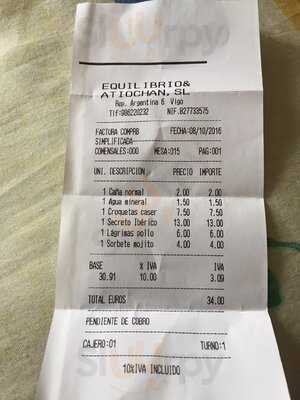 EQUILIBRIO&
ATIOCHAN, SL
Rep. Argentina 6 Vigo
Tlf:986220232 NIF.B27733575
FACTURA COMPRB FECHA:08/10/2016
SIMPLIFICADA
COMENSALES:000 MESA:015 PAG:001
UNI. DESCRIPCIÓN PRECIO IMPORTE
1 Caña normal 2.00 2.00
1 Agua mineral 1.50 1.50
1 Croquetas caser 7.50 7.50
1 Secreto Ibérico 13.00 13.00
1 Lágrimas pollo 6.00 6.00
1 Sorbete mojito 4.00 4.00
BASE % IVA IVA
30.91 10.00 3.09
TOTAL EUROS 34.00
PENDIENTE DE COBRO
CAJERO:01 TURNO:1
10%IVA INCLUIDO